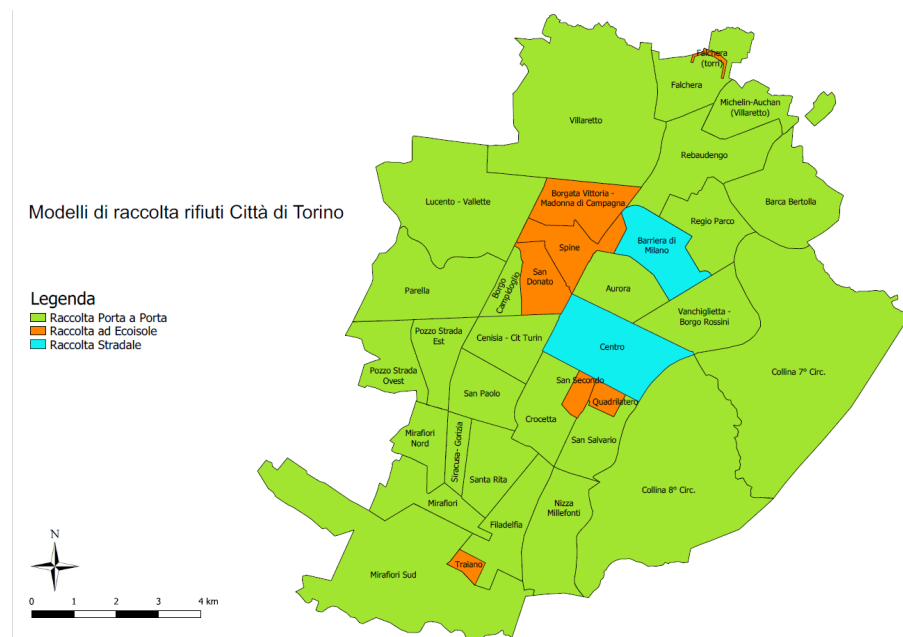 Falchera
(torri)
Falchera
Michelin-Auchan
(Villaretto)
Villaretto
Rebaudengo
Borgata Vittoria -
Madonna di Campagna
Lucento - Vallette
Barca Bertolla
Regio Parco
Modelli di raccolta rifiuti Città di Torino
Barriera di
Milano
Spine
San
Donato
Borgo
Campidoglio
Parella
Aurora
Legenda
Raccolta Porta a Porta
Raccolta ad Ecoisole
Raccolta Stradale
Vanchiglietta -
Borgo Rossini
Pozzo Strada
Est
Cenisia - Cit Turin
Centro
Pozzo Strada
Ovest
Collina 7° Circ.
San Secondo
San Paolo
Quadrilatero
Crocetta
Mirafiori
Nord
Siracusa- Gorizia
San Salvario
Santa Rita
Collina 8° Circ.
Mirafiori
Nizza
Millefonti
Filadelfia
N
Traiano
Mirafiori Sud
0 1 2 3 4 km